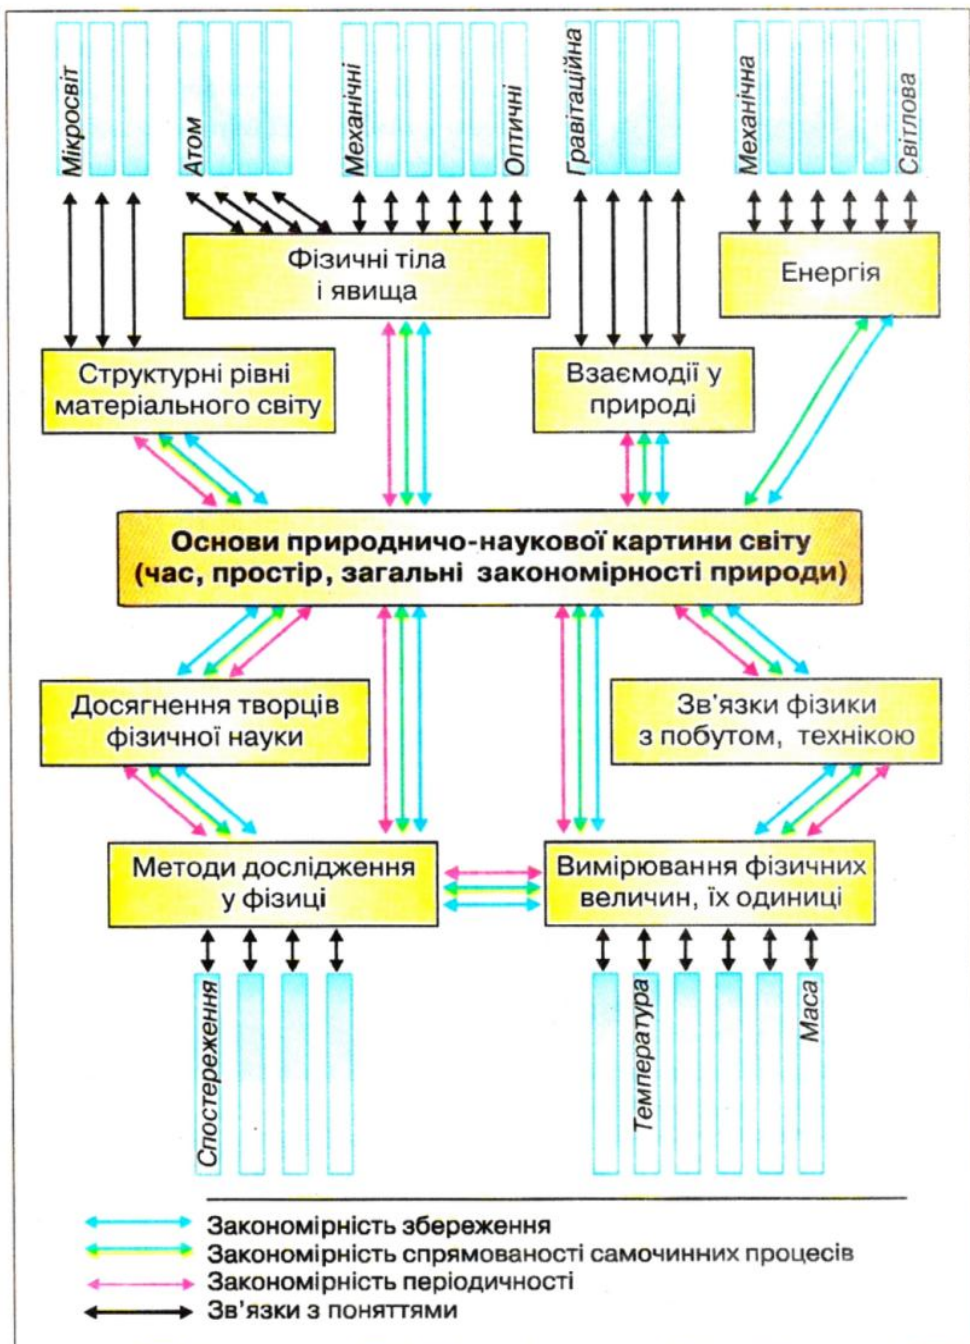 Мікросвіт
Атом
Механічні
Оптичні
Гравітаційна
Механічна
Світлова
Фізичні тіла
і явища
Енергія
Структурні рівні
матеріального світу
Взаємодії у
природі
Основи природничо-наукової картини світу
(час, простір, загальні закономірності природи)
Досягнення творців
фізичної науки
Зв'язки фізики
з побутом, технікою
Методи дослідження
у фізиці
Вимірювання фізичних
величин, їх одиниці
Спостереження
Температура
Маса
Закономірність збереження
Закономірність спрямованості самочинних процесів
Закономірність періодичності
Зв'язки з поняттями